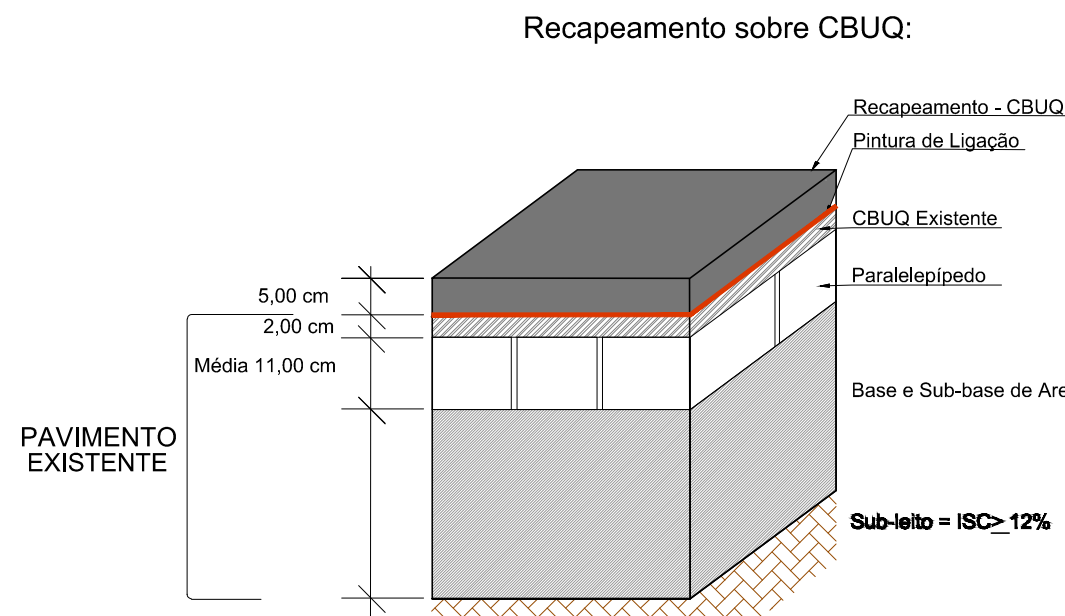 Recapeamento sobre CBUQ:
Recapeamento - CBUQ
Pintura de Ligação
CBUQ Existente
Paralelepípedo
5,00 cm
2,00 cm
Média 11,00 cm
Base e Sub-base de Are
PAVIMENTO
EXISTENTE
Sub-leito = ISC≥ 12%